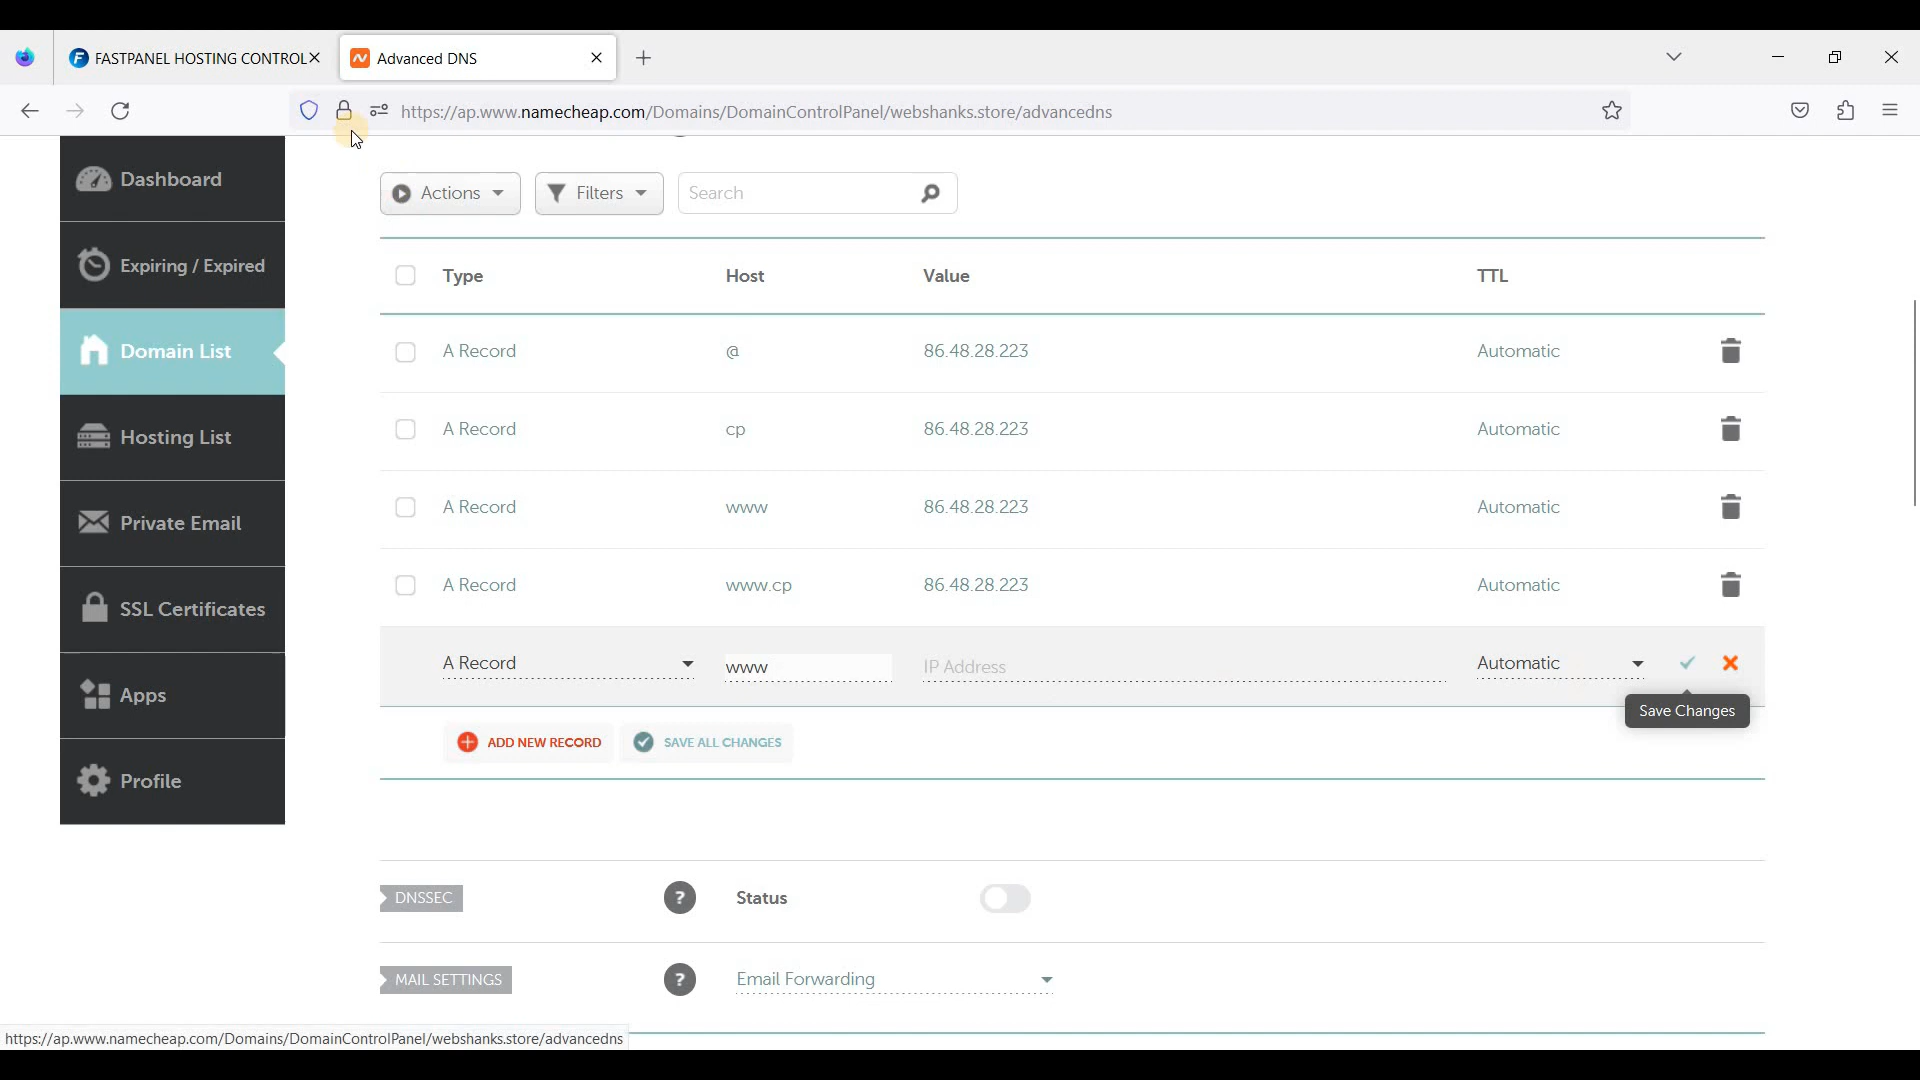 FASTPANEL HOSTING CONTROL
Advanced DNS
https://ap.www.namecheap.com/Domains/DomainControlPanel/webshanks.store/advancedns
Dashboard
Expiring / Expired
Domain List
Hosting List
Private Email
SSL Certificates
Apps
Profile
Actions Filters Search
Type Host Value TTL
A Record @ 86.48.28.223 Automatic
A Record cp 86.48.28.223 Automatic
A Record www 86.48.28.223 Automatic
A Record www.cp 86.48.28.223 Automatic
A Record www IP Address Automatic
Save Changes
ADD NEW RECORD SAVE ALL CHANGES
DNSSEC ? Status
MAIL SETTINGS ? Email Forwarding
https://ap.www.namecheap.com/Domains/DomainControlPanel/webshanks.store/advancedns